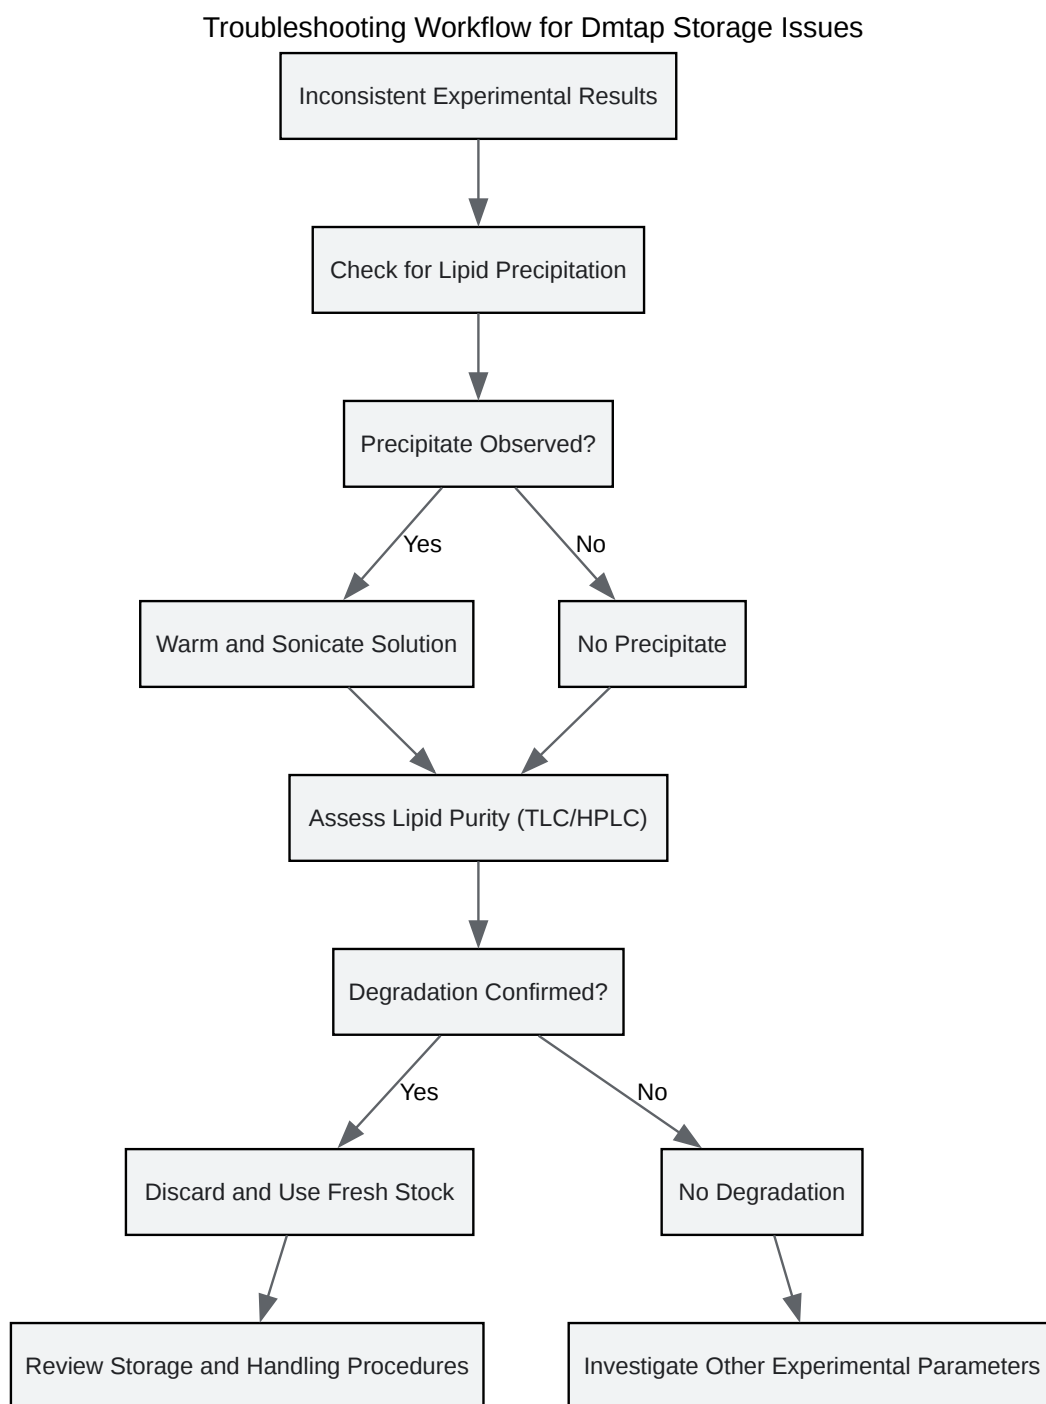 Troubleshooting Workflow for Dmtap Storage Issues
Inconsistent Experimental Results
Check for Lipid Precipitation
Precipitate Observed?
Yes
No
Warm and Sonicate Solution
No Precipitate
Assess Lipid Purity (TLC/HPLC)
Degradation Confirmed?
Yes
No
Discard and Use Fresh Stock
No Degradation
Review Storage and Handling Procedures
Investigate Other Experimental Parameters